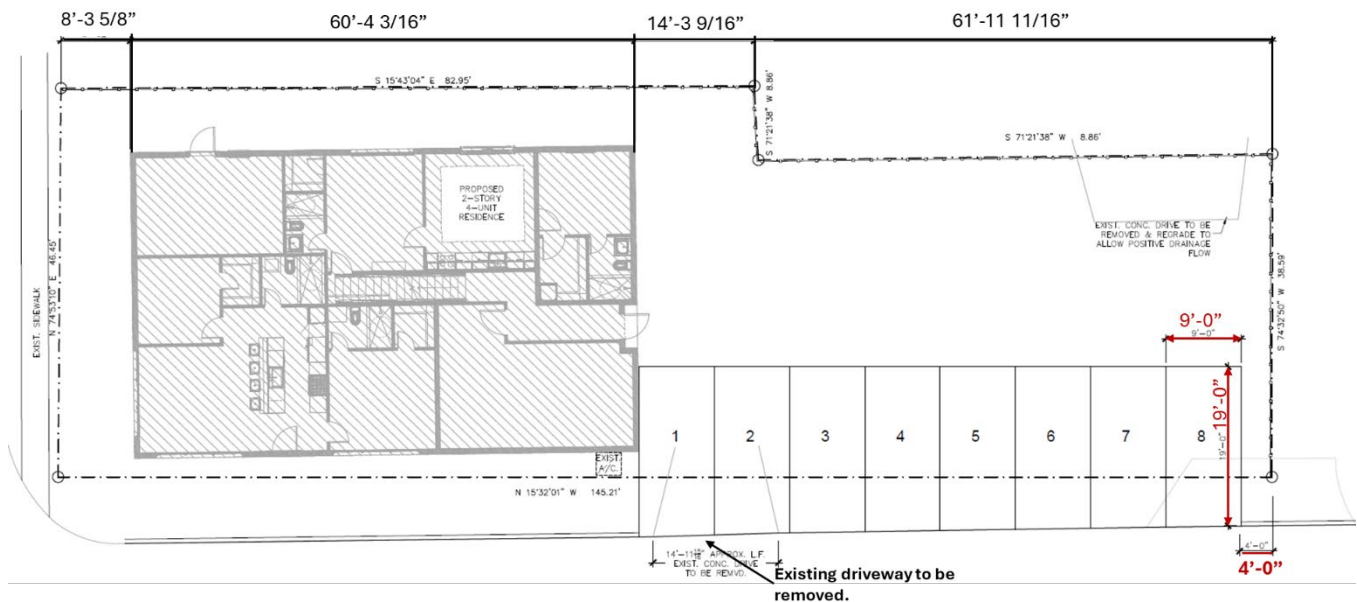 8’-3 5/8”
60’-4 3/16”
14’-3 9/16”
61’-11 11/16”
S 15°43'04" E 82.95'
S 71°21'38" W 8.86'
S 71°21'38" W 8.86'
PROPOSED
2-STORY
4-UNIT
RESIDENCE
EXIST. CONC. DRIVE TO BE
REMOVED & REGRADE TO
ALLOW POSITIVE DRAINAGE
FLOW
EXIST. SIDEWALK
N 74°53'10" E 46.45'
S 74°32'50" W 38.59'
9’-0”
9'-0"
19’-0”
19'-0"
1
2
3
4
5
6
7
8
EXIST.
A/C.
N 15°32'01" W 145.21'
14'-11 APPROX. L.F.
EXIST. CONC. DRIVE
TO BE REMVD.
4'-0"
4’-0”
Existing driveway to be
removed.